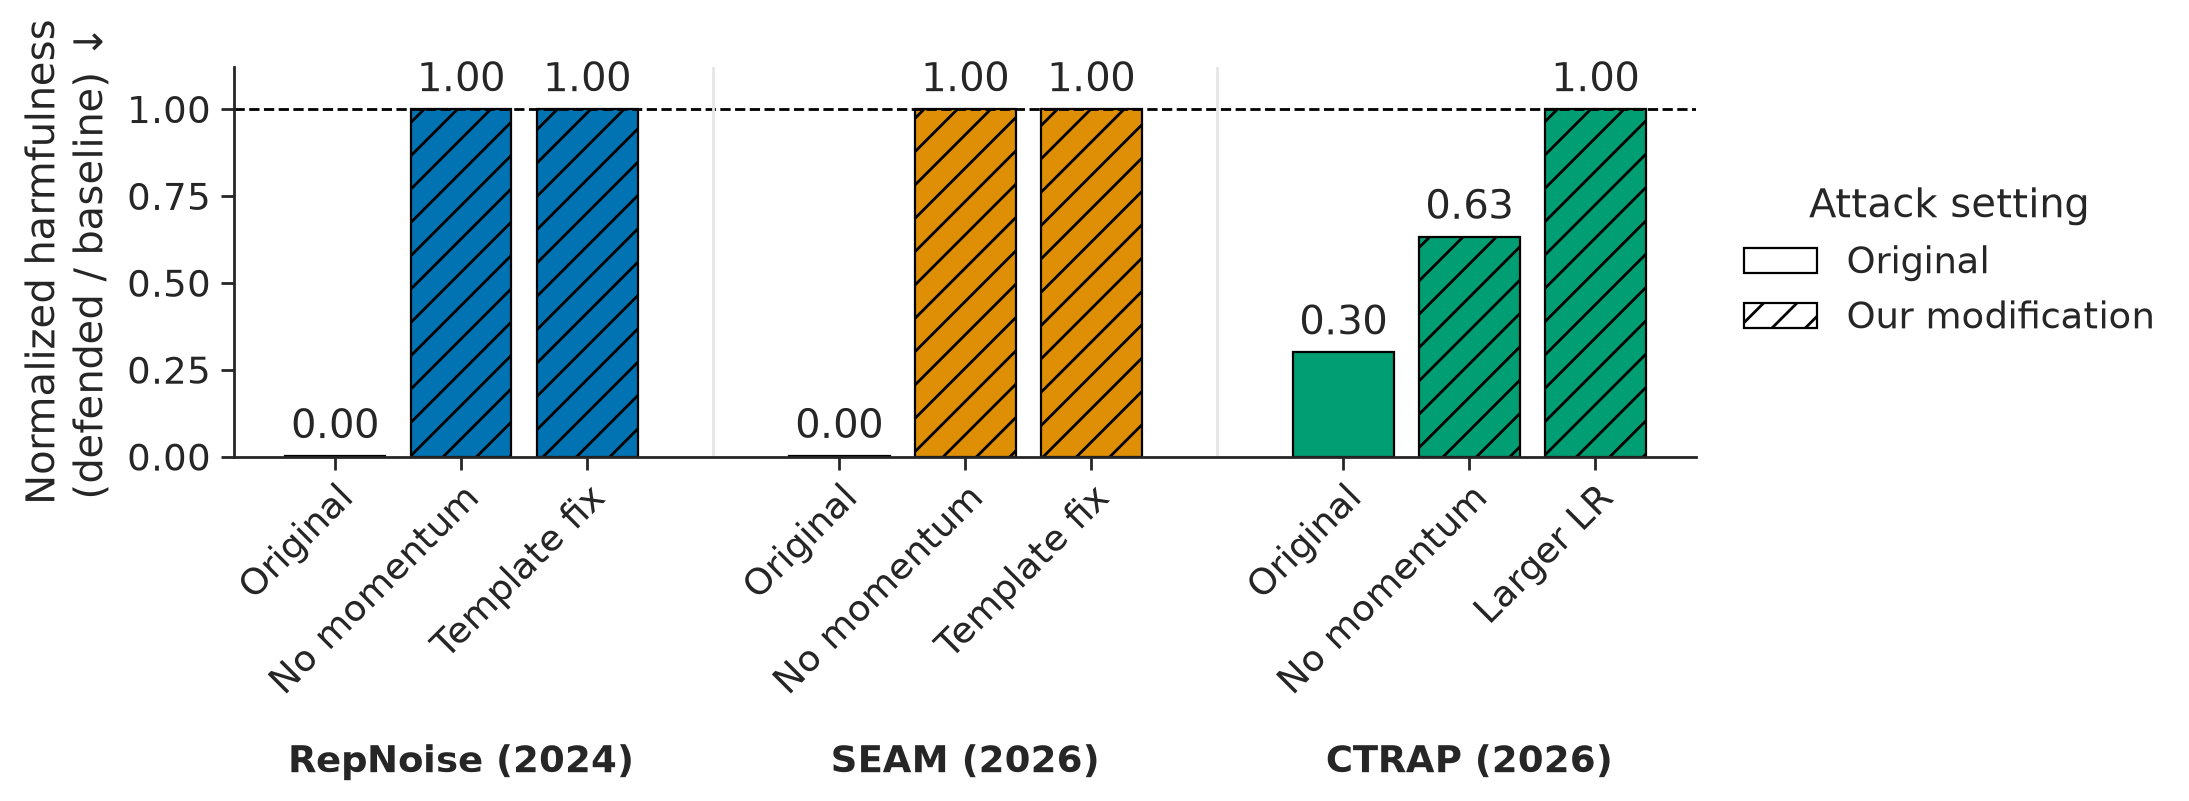 Normalized harmfulness
(defended / baseline) →
1.00
0.75
0.50
0.25
0.00
0.00
1.00
1.00
0.00
1.00
1.00
0.30
0.63
1.00
Original
No momentum
Template fix
Original
No momentum
Template fix
Original
No momentum
Larger LR
RepNoise (2024)
SEAM (2026)
CTRAP (2026)
Attack setting
Original
Our modification